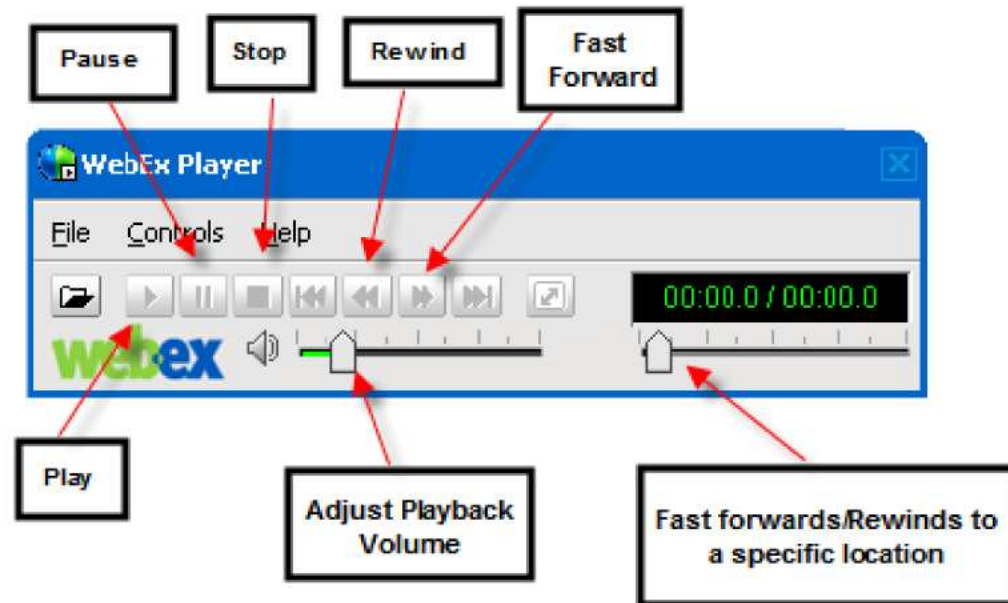 Pause
Stop
Rewind
Fast
Forward
WebEx Player
File Controls Help
00:00.0 / 00:00.0
webex
Play
Adjust Playback
Volume
Fast forwards/Rewinds to
a specific location